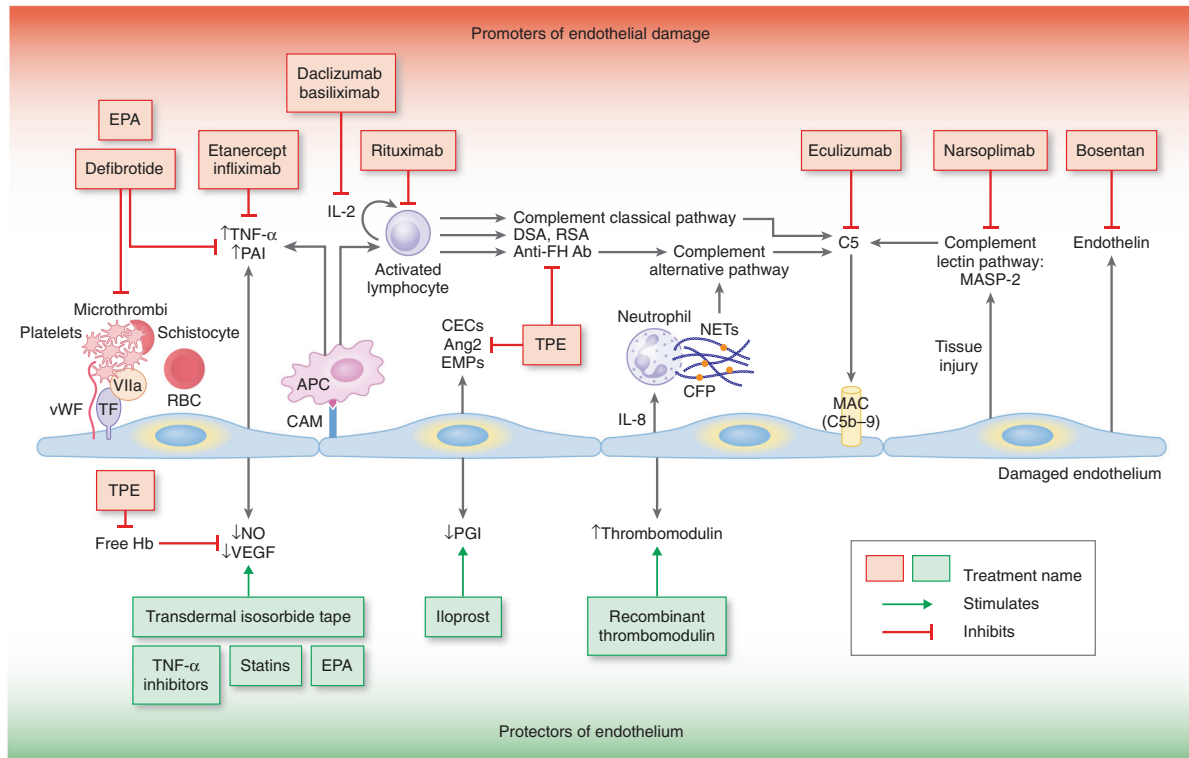 Promoters of endothelial damage
Daclizumab
basiliximab
EPA
Defibrotide
Etanercept
infliximab
Rituximab
Eculizumab
Narsoplimab
Bosentan
IL-2
↑TNF-α
↑PAI
Activated
lymphocyte
Complement classical pathway
DSA, RSA
Anti-FH Ab
Complement
alternative pathway
C5
Complement
lectin pathway:
MASP-2
Endothelin
Microthrombi
Platelets
Schistocyte
VIIa
TF
vWF
RBC
APC
CAM
CECs
Ang2
EMPs
TPE
Neutrophil
NETs
CFP
IL-8
MAC
(C5b–9)
Tissue
injury
Damaged endothelium
TPE
Free Hb
↓NO
↓VEGF
↓PGI
↑Thrombomodulin
Transdermal isosorbide tape
TNF-α
inhibitors
Statins
EPA
Iloprost
Recombinant
thrombomodulin
Treatment name
Stimulates
Inhibits
Protectors of endothelium